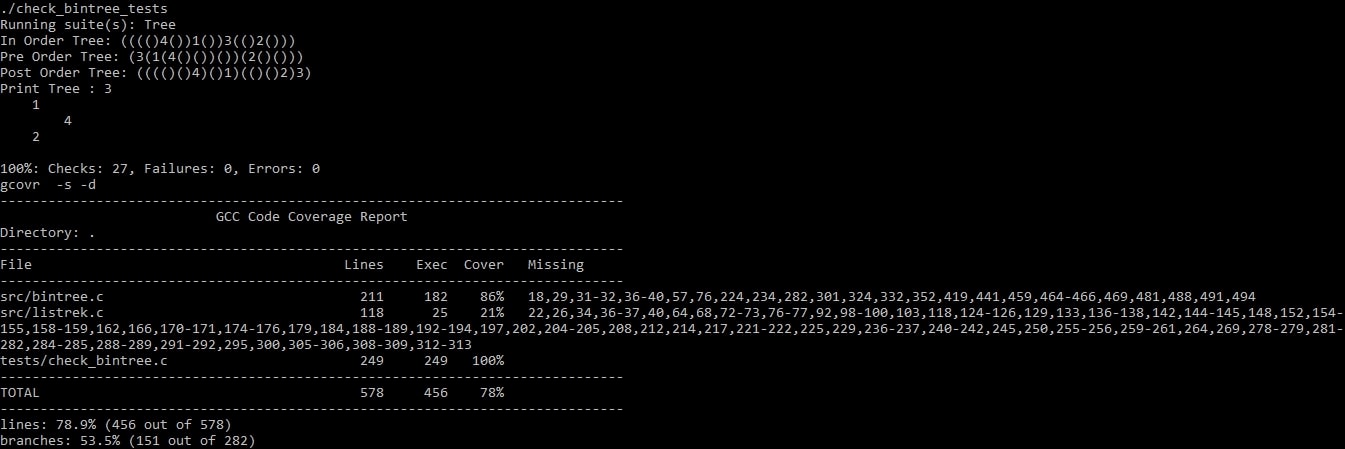 ./check_bintree_tests
Running suite(s): Tree
In Order Tree: (((()4())1())3(()2()))
Pre Order Tree: (3(1(4()())())(2()()))
Post Order Tree: (((()()4)()1)(()()2)3)
Print Tree : 3
    1
        4
    2
100%: Checks: 27, Failures: 0, Errors: 0
gcovr  -s -d
------------------------------------------------------------------------------
                           GCC Code Coverage Report
Directory: .
------------------------------------------------------------------------------
File                                       Lines    Exec  Cover   Missing
------------------------------------------------------------------------------
src/bintree.c                                211     182    86%   18,29,31-32,36-40,57,76,224,234,282,301,324,332,352,419,441,459,464-466,469,481,488,491,494
src/listrek.c                                118      25    21%   22,26,34,36-37,40,64,68,72-73,76-77,92,98-100,103,118,124-126,129,133,136-138,142,144-145,148,152,154-
155,158-159,162,166,170-171,174-176,179,184,188-189,192-194,197,202,204-205,208,212,214,217,221-222,225,229,236-237,240-242,245,250,255-256,259-261,264,269,278-279,281-
282,284-285,288-289,291-292,295,300,305-306,308-309,312-313
tests/check_bintree.c                        249     249   100%
------------------------------------------------------------------------------
TOTAL                                        578     456    78%
------------------------------------------------------------------------------
lines: 78.9% (456 out of 578)
branches: 53.5% (151 out of 282)